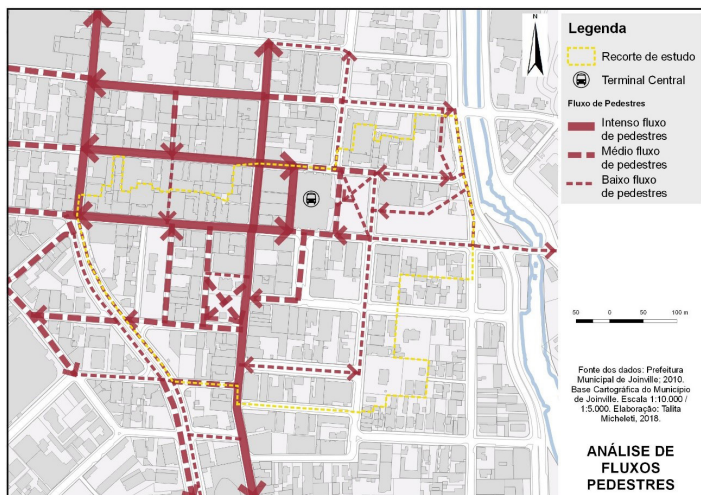 N
Legenda
Recorte de estudo
Terminal Central
Fluxo de Pedestres
Intenso fluxo
de pedestres
Médio fluxo
de pedestres
Baixo fluxo
de pedestres
50 0 50 100 m
Fonte dos dados: Prefeitura
Municipal de Joinville; 2010.
Base Cartográfica do Município
de Joinville. Escala 1:10.000 /
1:5.000. Elaboração: Talita
Micheleti, 2018.
ANÁLISE DE
FLUXOS
PEDESTRES